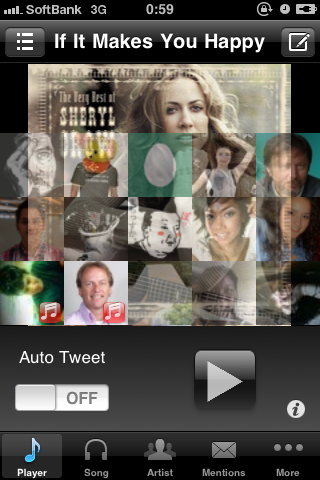 SoftBank 3G 0:59
If It Makes You Happy
The Very Best of
SHERYL
Auto Tweet
OFF
Player Song Artist Mentions More